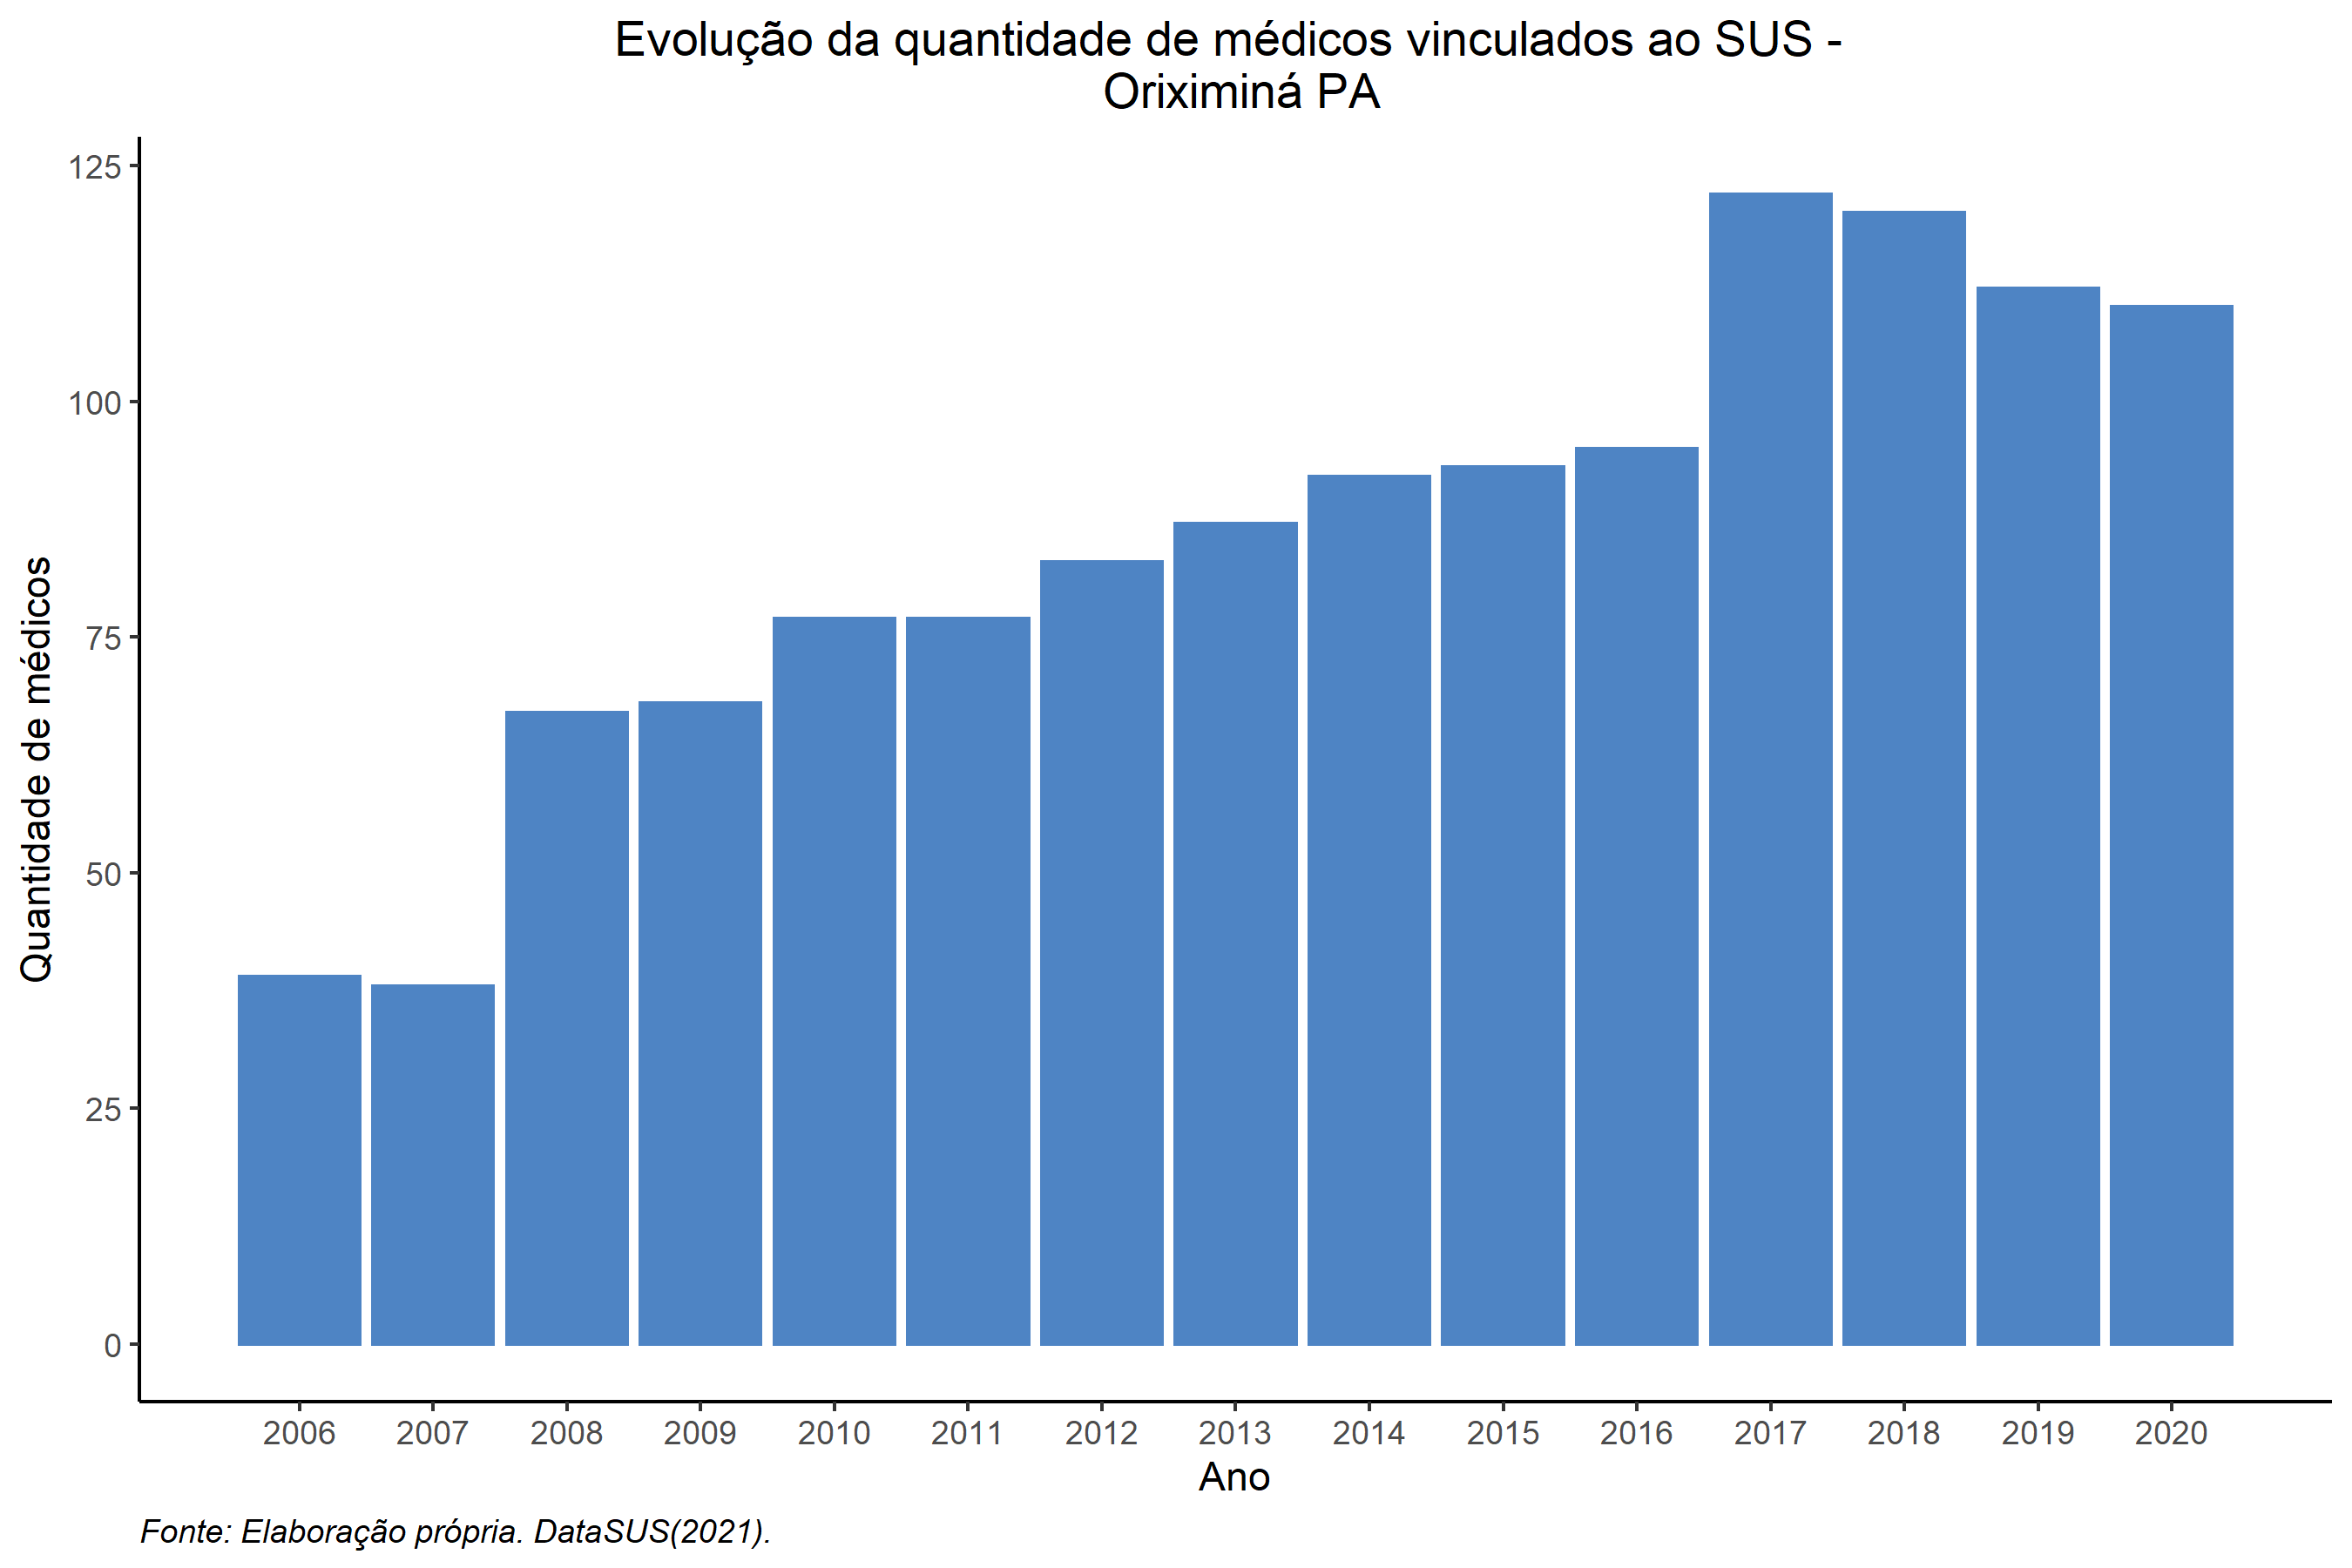 Evolução da quantidade de médicos vinculados ao SUS -
Oriximiná PA
Quantidade de médicos
125
100
75
50
25
0
2006 2007 2008 2009 2010 2011 2012 2013 2014 2015 2016 2017 2018 2019 2020
Ano
Fonte: Elaboração própria. DataSUS(2021).